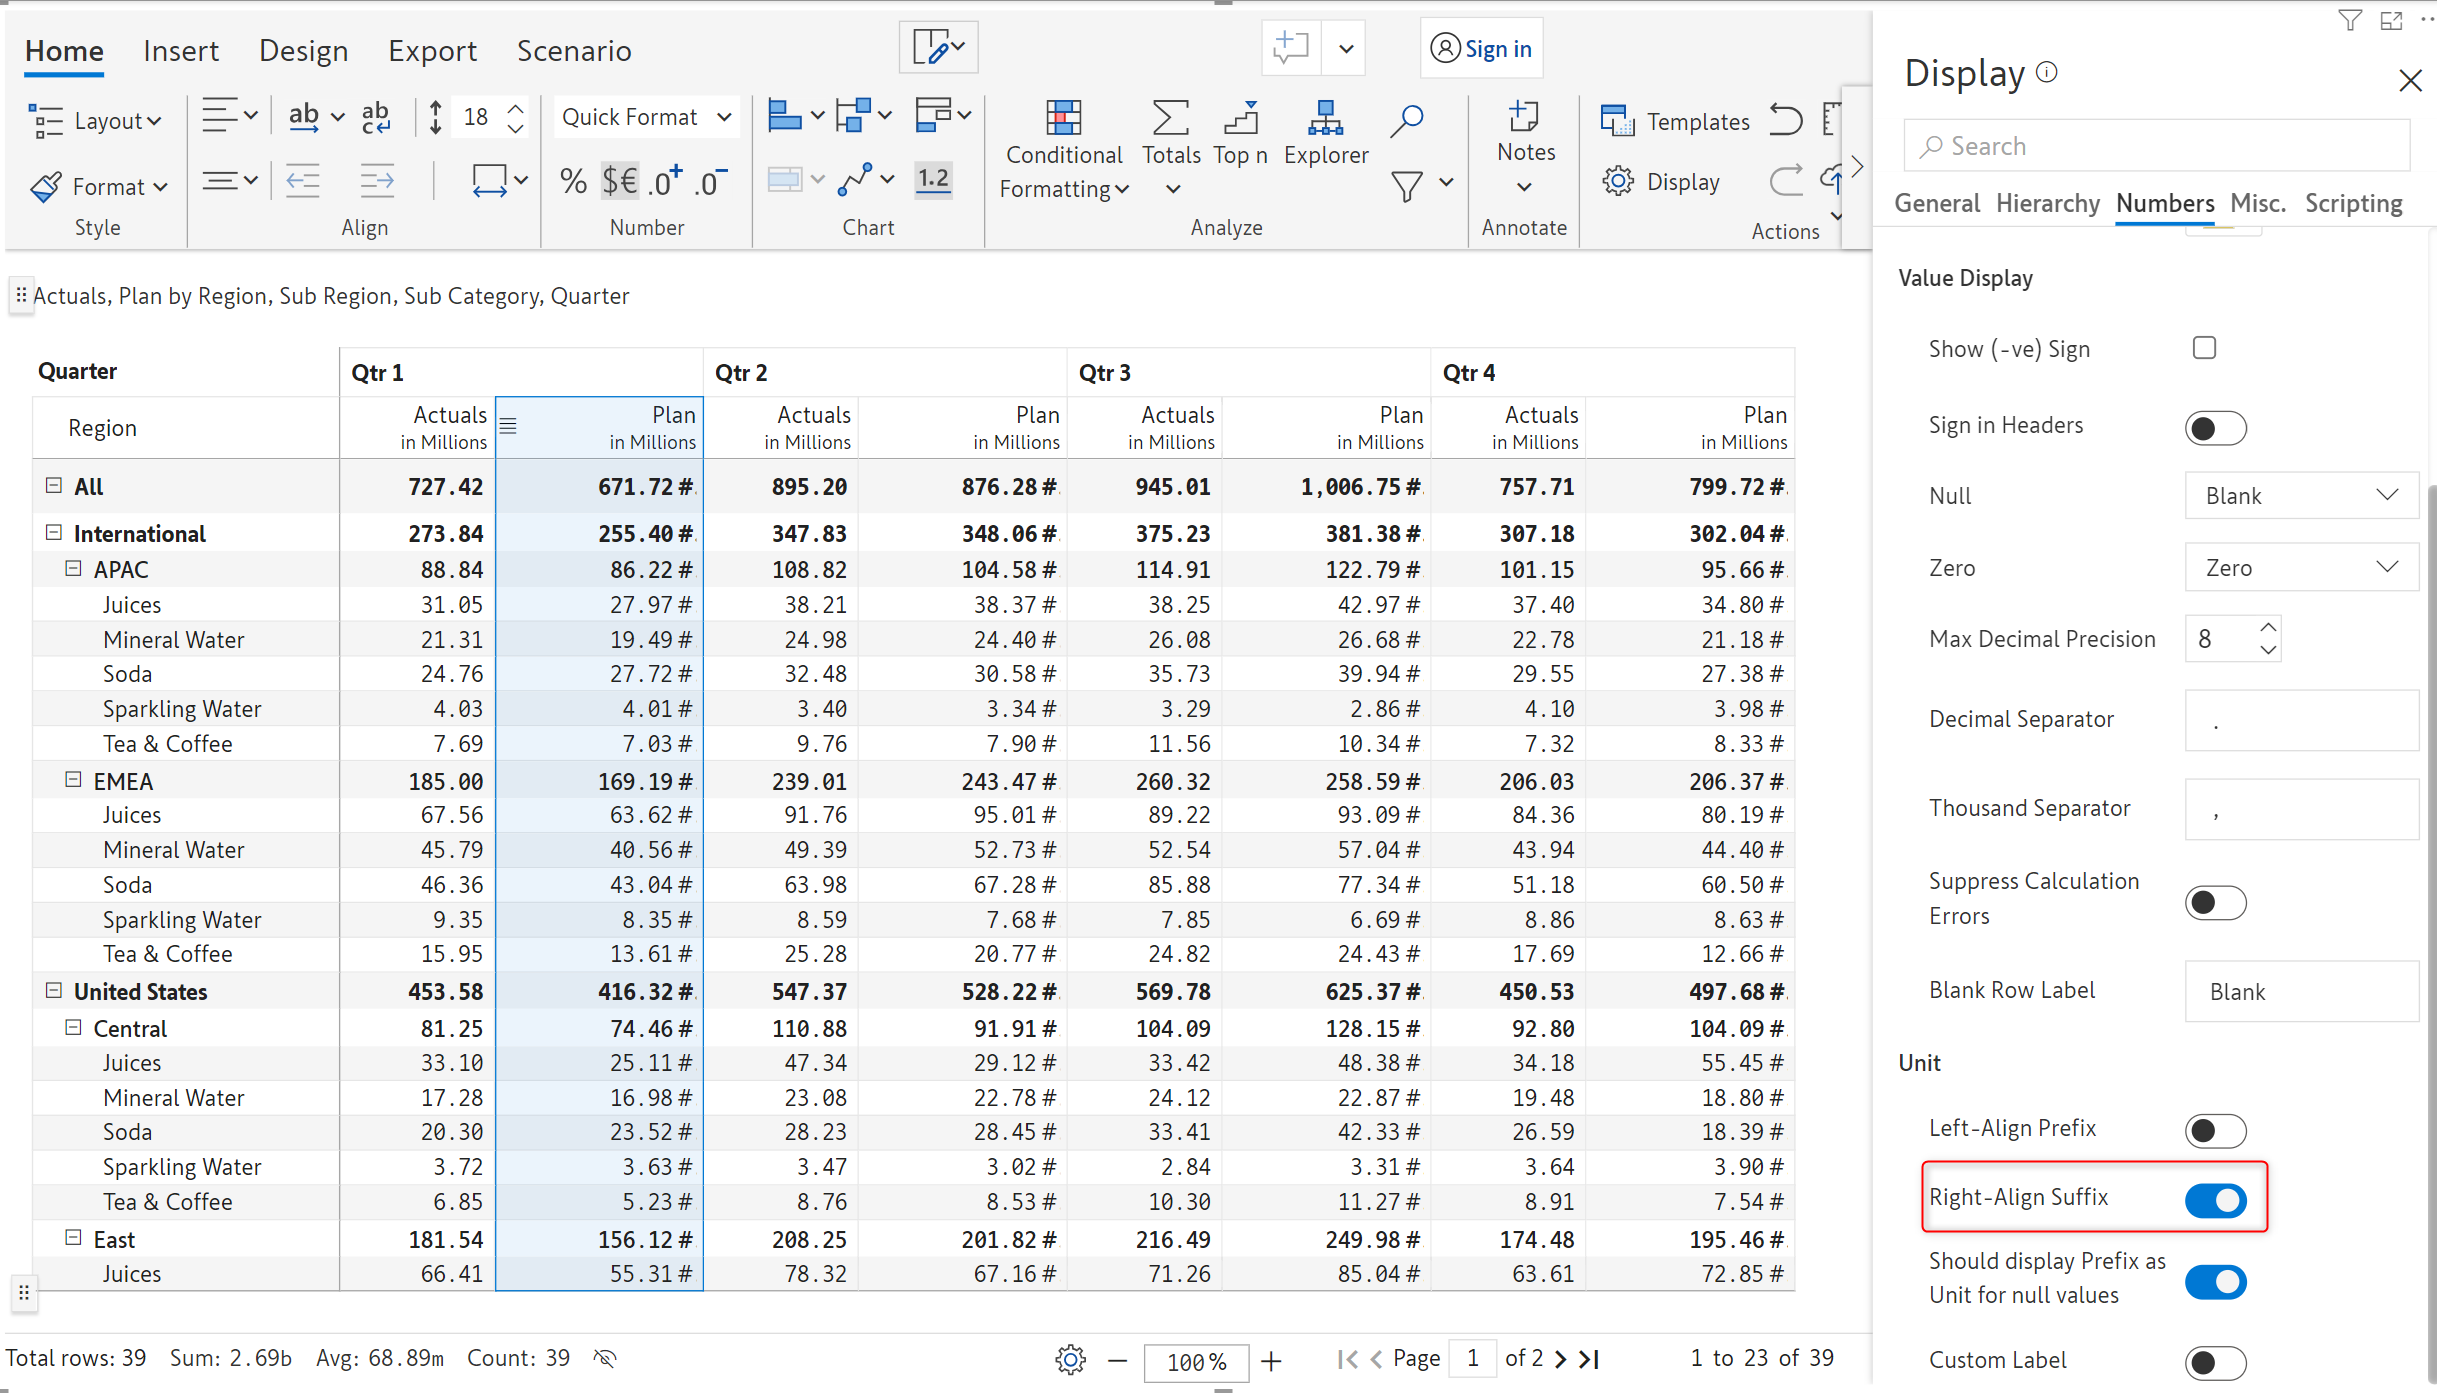 Home Insert Design Export Scenario Sign in
Layout ab ab c 18 Quick Format Conditional Formatting Totals Top n Explorer Notes Templates
Format % $€ .0+ .0- 1.2 Display
Style Align Number Chart Analyze Annotate Actions
Actuals, Plan by Region, Sub Region, Sub Category, Quarter
Quarter Qtr 1 Qtr 2 Qtr 3 Qtr 4
Region Actuals Plan Actuals Plan Actuals Plan Actuals Plan
in Millions in Millions in Millions in Millions in Millions in Millions in Millions in Millions
All 727.42 671.72 # 895.20 876.28 # 945.01 1,006.75 # 757.71 799.72 #
International 273.84 255.40 # 347.83 348.06 # 375.23 381.38 # 307.18 302.04 #
APAC 88.84 86.22 # 108.82 104.58 # 114.91 122.79 # 101.15 95.66 #
Juices 31.05 27.97 # 38.21 38.37 # 38.25 42.97 # 37.40 34.80 #
Mineral Water 21.31 19.49 # 24.98 24.40 # 26.08 26.68 # 22.78 21.18 #
Soda 24.76 27.72 # 32.48 30.58 # 35.73 39.94 # 29.55 27.38 #
Sparkling Water 4.03 4.01 # 3.40 3.34 # 3.29 2.86 # 4.10 3.98 #
Tea & Coffee 7.69 7.03 # 9.76 7.90 # 11.56 10.34 # 7.32 8.33 #
EMEA 185.00 169.19 # 239.01 243.47 # 260.32 258.59 # 206.03 206.37 #
Juices 67.56 63.62 # 91.76 95.01 # 89.22 93.09 # 84.36 80.19 #
Mineral Water 45.79 40.56 # 49.39 52.73 # 52.54 57.04 # 43.94 44.40 #
Soda 46.36 43.04 # 63.98 67.28 # 85.88 77.34 # 51.18 60.50 #
Sparkling Water 9.35 8.35 # 8.59 7.68 # 7.85 6.69 # 8.86 8.63 #
Tea & Coffee 15.95 13.61 # 25.28 20.77 # 24.82 24.43 # 17.69 12.66 #
United States 453.58 416.32 # 547.37 528.22 # 569.78 625.37 # 450.53 497.68 #
Central 81.25 74.46 # 110.88 91.91 # 104.09 128.15 # 92.80 104.09 #
Juices 33.10 25.11 # 47.34 29.12 # 33.42 48.38 # 34.18 55.45 #
Mineral Water 17.28 16.98 # 23.08 22.78 # 24.12 22.87 # 19.48 18.80 #
Soda 20.30 23.52 # 28.23 28.45 # 33.41 42.33 # 26.59 18.39 #
Sparkling Water 3.72 3.63 # 3.47 3.02 # 2.84 3.31 # 3.64 3.90 #
Tea & Coffee 6.85 5.23 # 8.76 8.53 # 10.30 11.27 # 8.91 7.54 #
East 181.54 156.12 # 208.25 201.82 # 216.49 249.98 # 174.48 195.46 #
Juices 66.41 55.31 # 78.32 67.16 # 71.26 85.04 # 63.61 72.85 #
Total rows: 39 Sum: 2.69b Avg: 68.89m Count: 39 100% Page 1 of 2 1 to 23 of 39
Display
Search
General Hierarchy Numbers Misc. Scripting
Value Display
Show (-ve) Sign
Sign in Headers
Null Blank
Zero Zero
Max Decimal Precision 8
Decimal Separator .
Thousand Separator ,
Suppress Calculation
Errors
Blank Row Label Blank
Unit
Left-Align Prefix
Right-Align Suffix
Should display Prefix as
Unit for null values
Custom Label